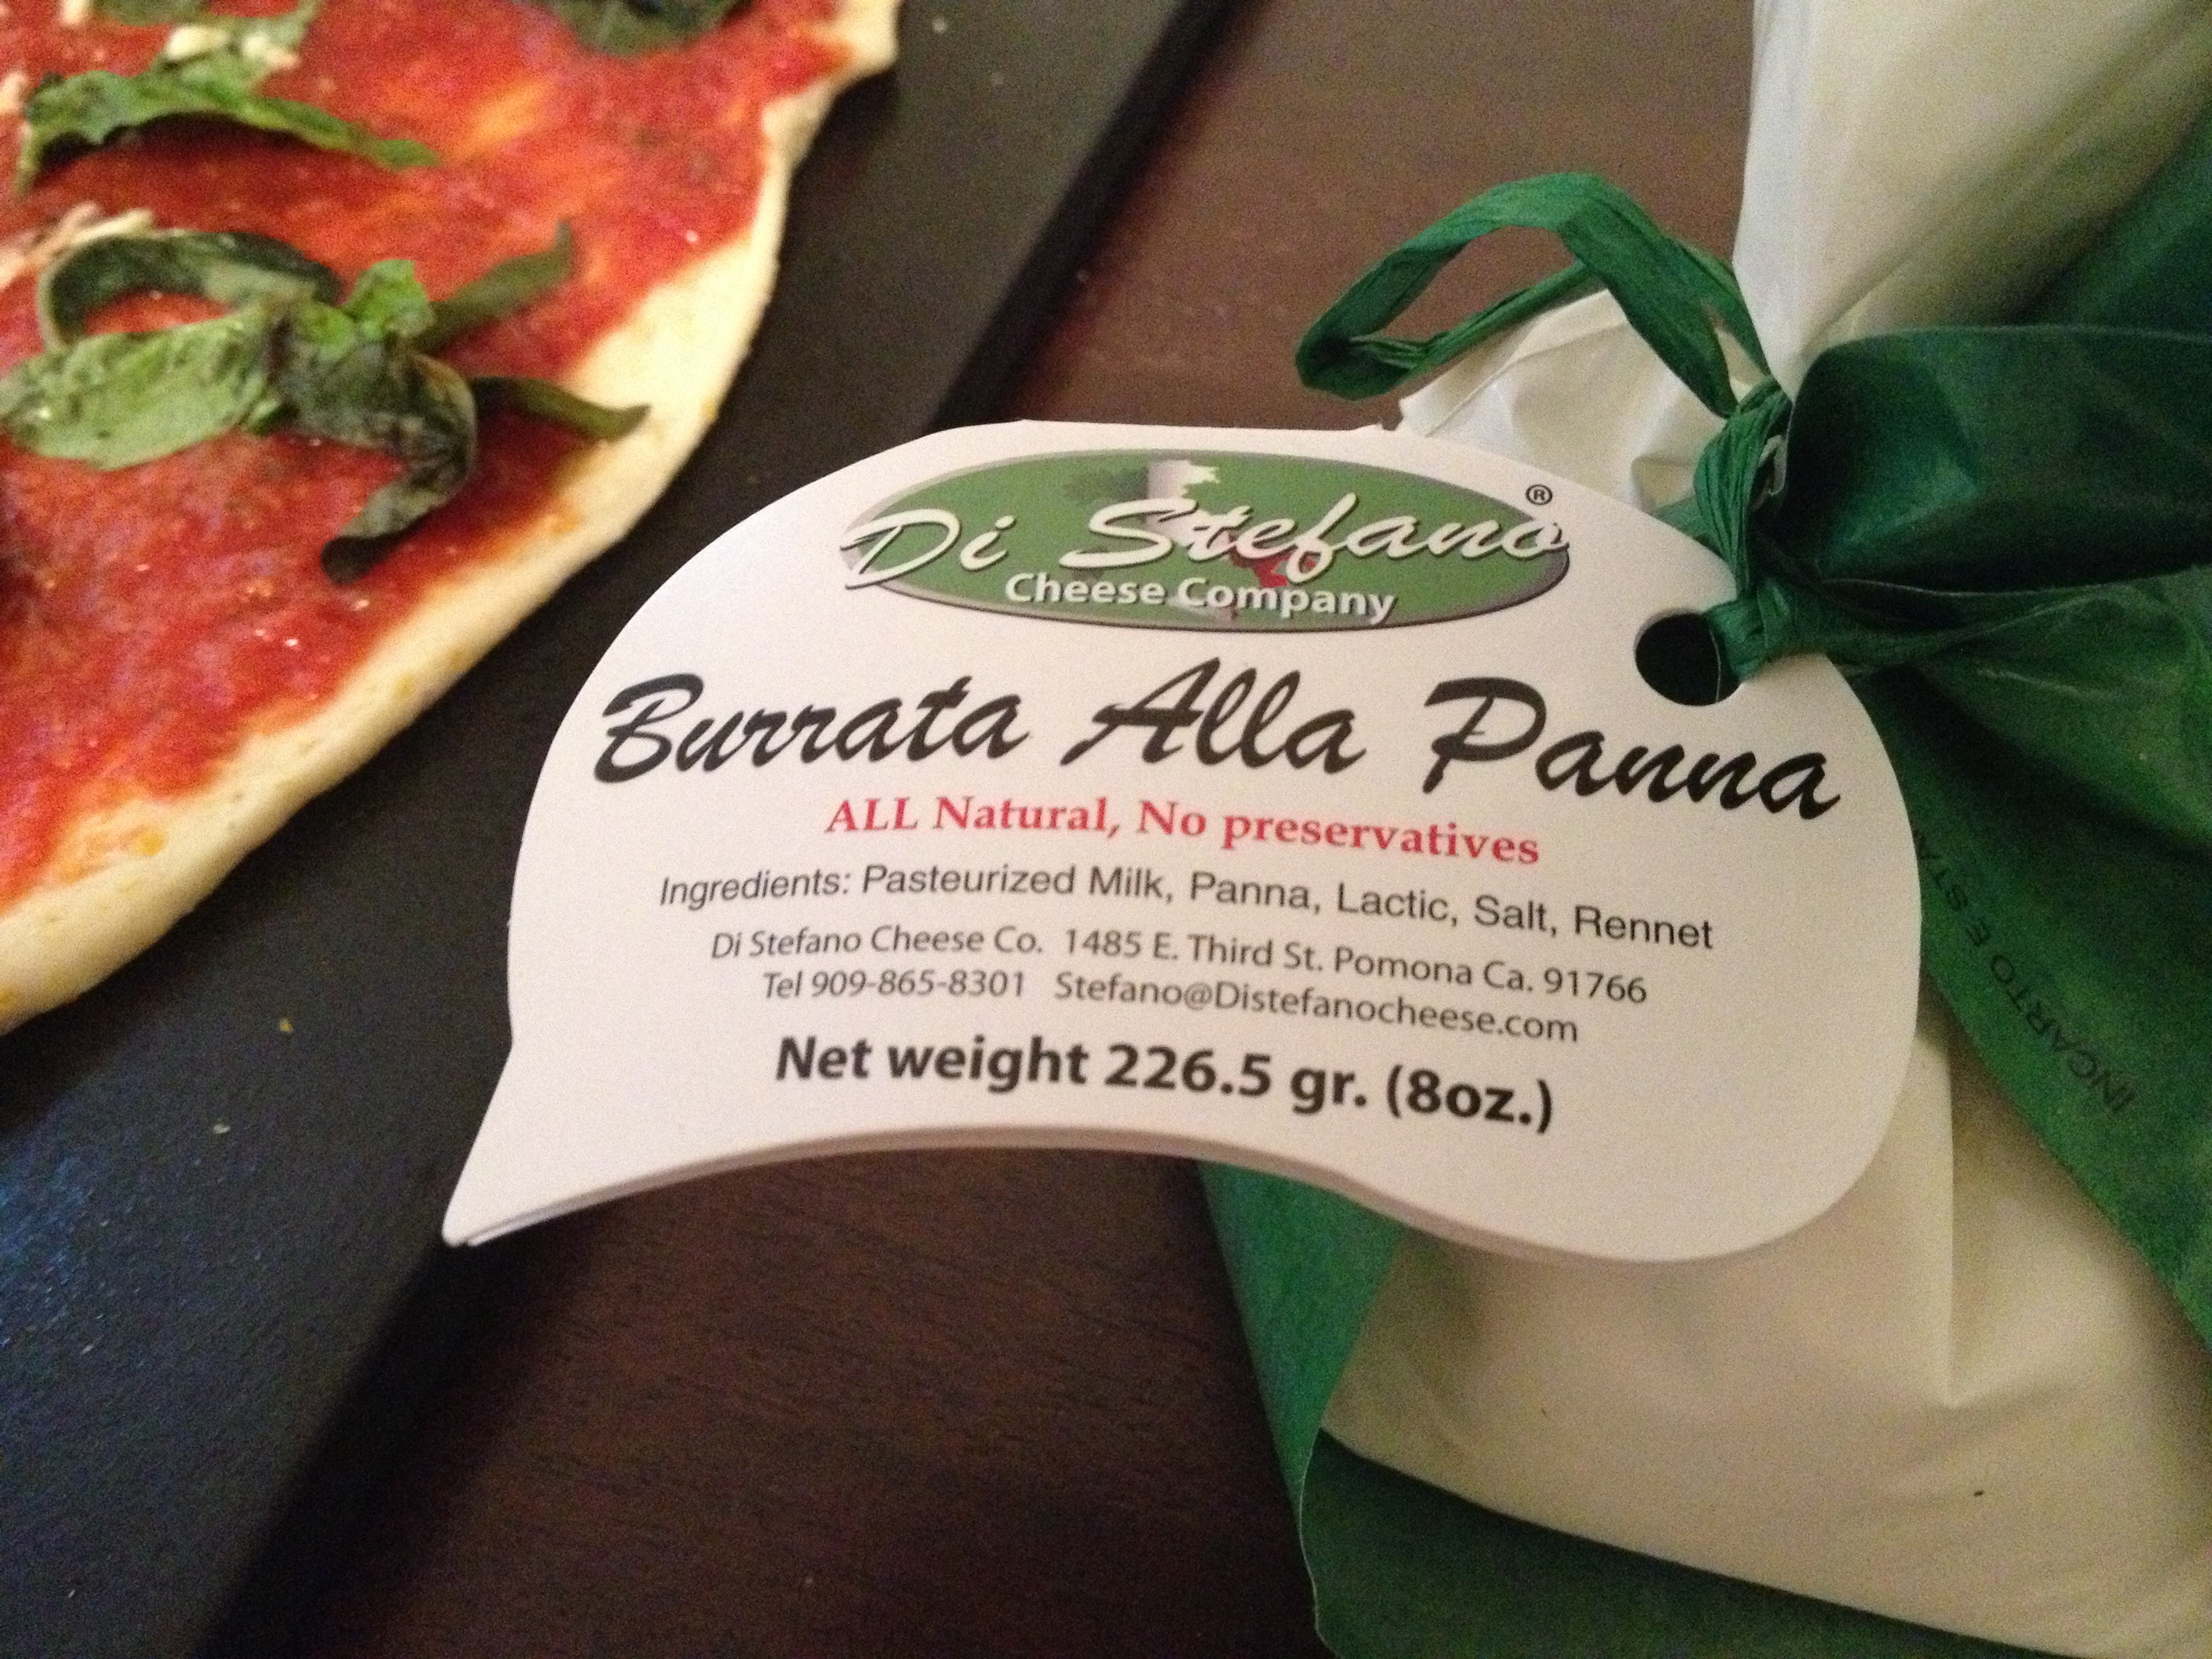 Di Stefano®
Cheese Company
Burrata Alla Panna
ALL Natural, No preservatives
Ingredients: Pasteurized Milk, Panna, Lactic, Salt, Rennet
Di Stefano Cheese Co. 1485 E. Third St. Pomona Ca. 91766
Tel 909-865-8301 Stefano@Distefanocheese.com
Net weight 226.5 gr. (8oz.)
INCARTO E